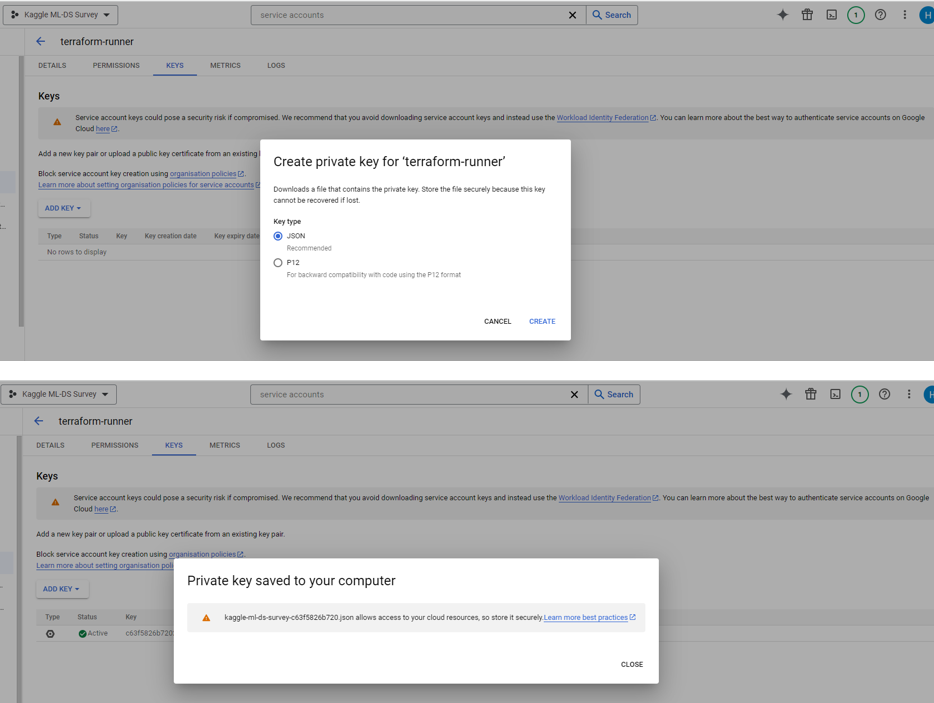 Kaggle ML-DS Survey
service accounts
Search
1
H
terraform-runner
DETAILS PERMISSIONS KEYS METRICS LOGS
Keys
Service account keys could pose a security risk if compromised. We recommend that you avoid downloading service account keys and instead use the Workload Identity Federation. You can learn more about the best way to authenticate service accounts on Google
Cloud here.
Add a new key pair or upload a public key certificate from an existing
Block service account key creation using organisation policies.
Learn more about setting organisation policies for service accounts
ADD KEY
Type Status Key Key creation date Key expiry date
No rows to display
Create private key for ‘terraform-runner’
Downloads a file that contains the private key. Store the file securely because this key
cannot be recovered if lost.
Key type
JSON
Recommended
P12
For backward compatibility with code using the P12 format
CANCEL CREATE
Kaggle ML-DS Survey
service accounts
Search
1
H
terraform-runner
DETAILS PERMISSIONS KEYS METRICS LOGS
Keys
Service account keys could pose a security risk if compromised. We recommend that you avoid downloading service account keys and instead use the Workload Identity Federation. You can learn more about the best way to authenticate service accounts on Google
Cloud here.
Add a new key pair or upload a public key certificate from an existing key pair.
Block service account key creation using organisation policies.
Learn more about setting organisation poli
ADD KEY
Type Status Key
Active c63f5826b720
Private key saved to your computer
kaggle-ml-ds-survey-c63f5826b720.json allows access to your cloud resources, so store it securely. Learn more best practices
CLOSE